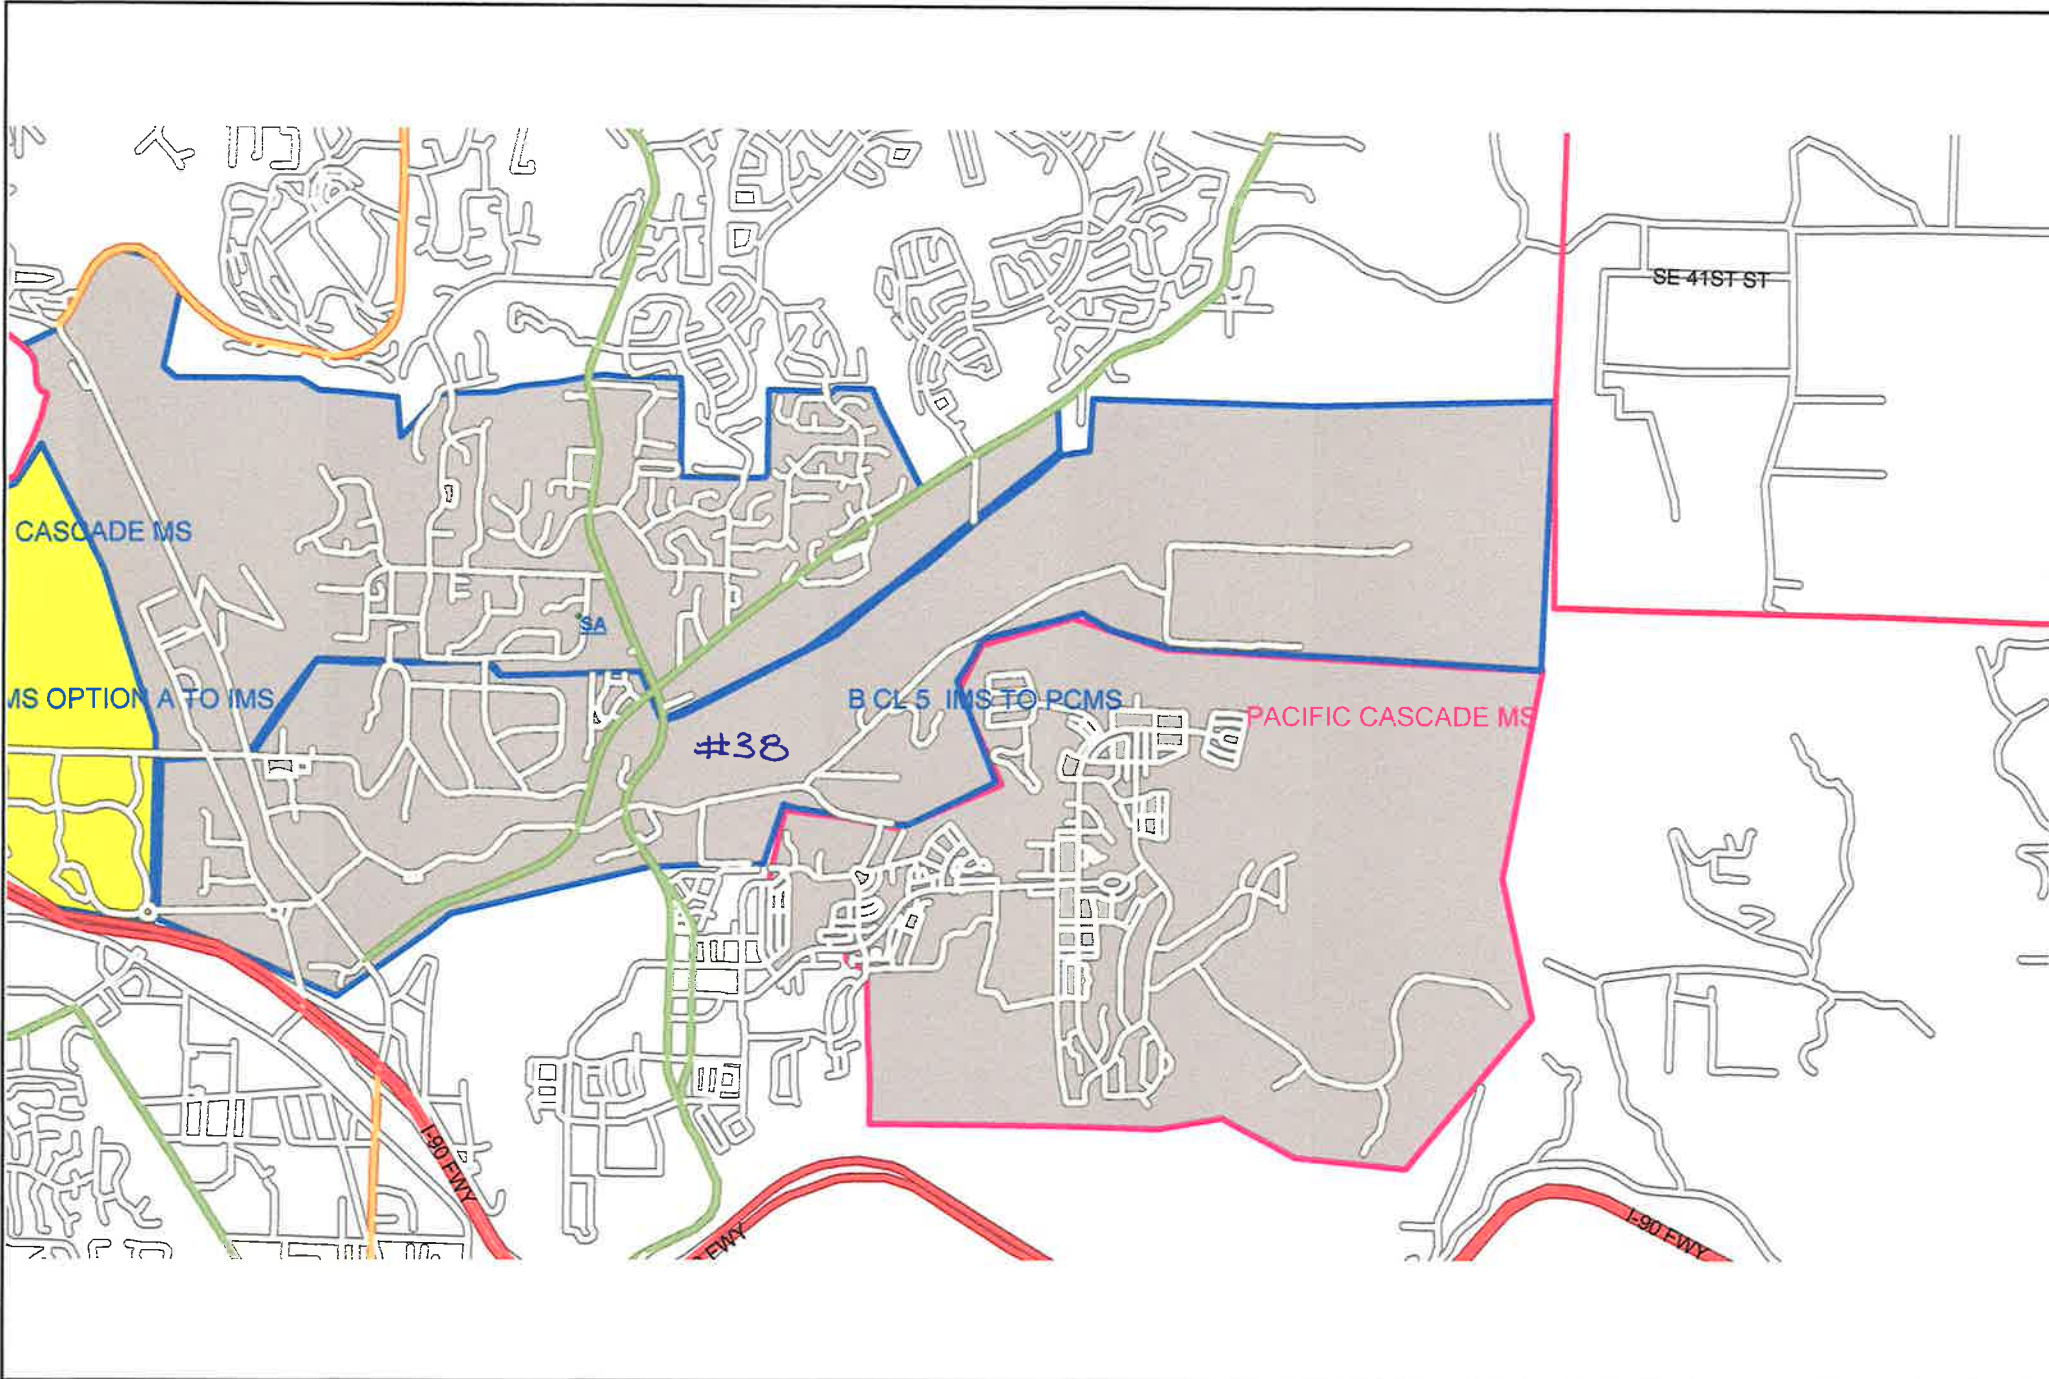 SE 41ST ST
CASCADE MS
SA
MS OPTION A TO IMS
B CL 5 IMS TO PCMS
PACIFIC CASCADE MS
#38
I-90 FWY
FWY
I-90 FWY